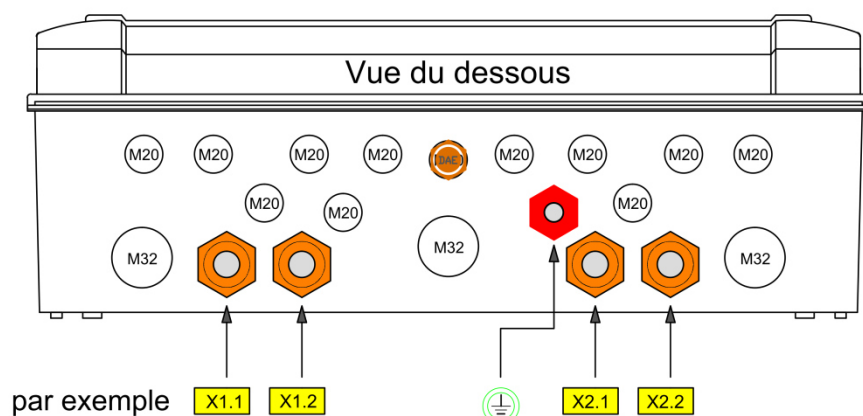 Vue du dessous
M20 M20 M20 M20 DAE M20 M20 M20 M20
M20 M20 M20
M32 M32 M32
par exemple X1.1 X1.2 X2.1 X2.2